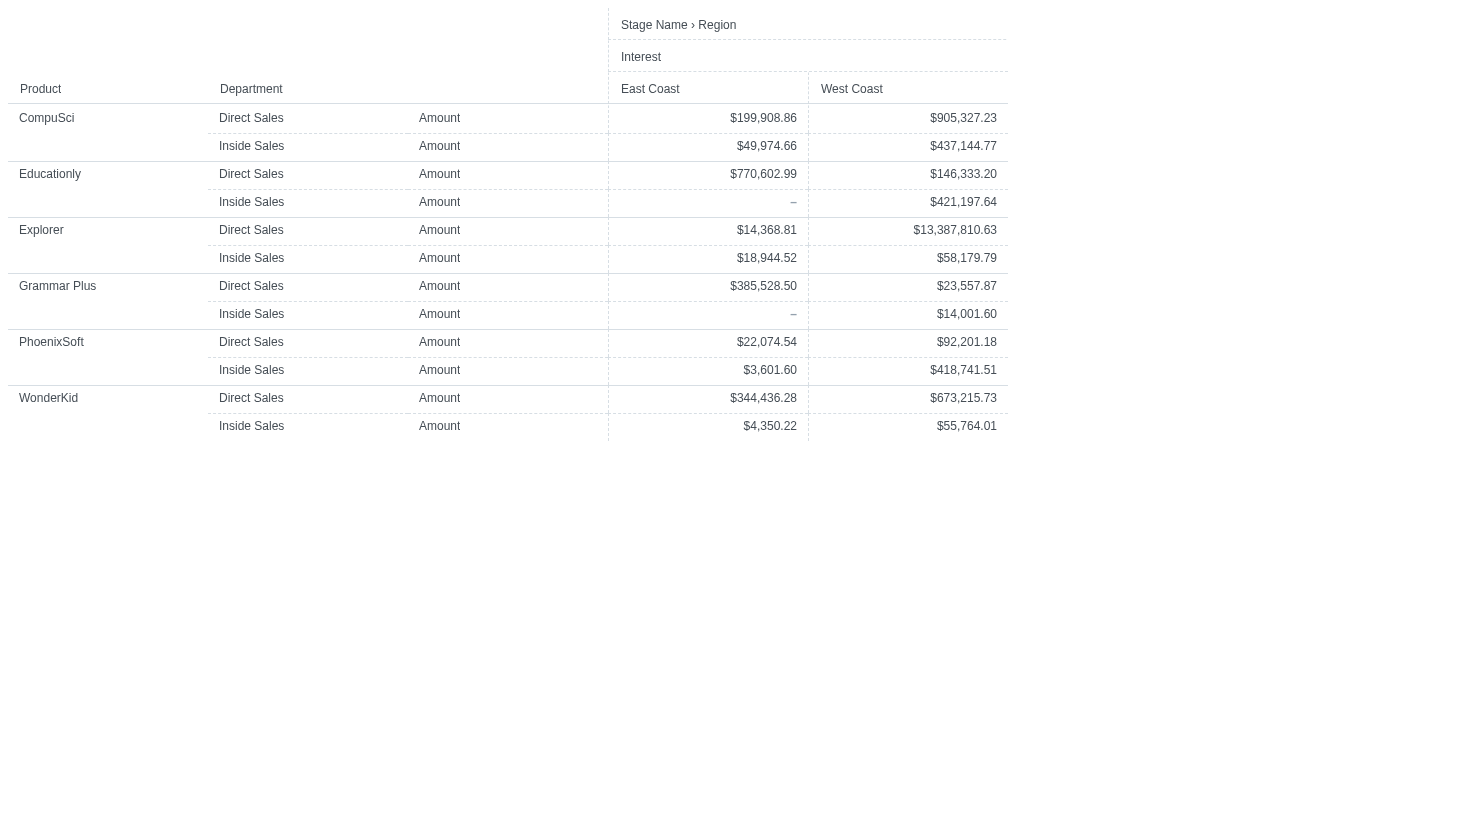 Stage Name › Region
Interest
Product Department East Coast West Coast
CompuSci Direct Sales Amount $199,908.86 $905,327.23
Inside Sales Amount $49,974.66 $437,144.77
Educationly Direct Sales Amount $770,602.99 $146,333.20
Inside Sales Amount – $421,197.64
Explorer Direct Sales Amount $14,368.81 $13,387,810.63
Inside Sales Amount $18,944.52 $58,179.79
Grammar Plus Direct Sales Amount $385,528.50 $23,557.87
Inside Sales Amount – $14,001.60
PhoenixSoft Direct Sales Amount $22,074.54 $92,201.18
Inside Sales Amount $3,601.60 $418,741.51
WonderKid Direct Sales Amount $344,436.28 $673,215.73
Inside Sales Amount $4,350.22 $55,764.01